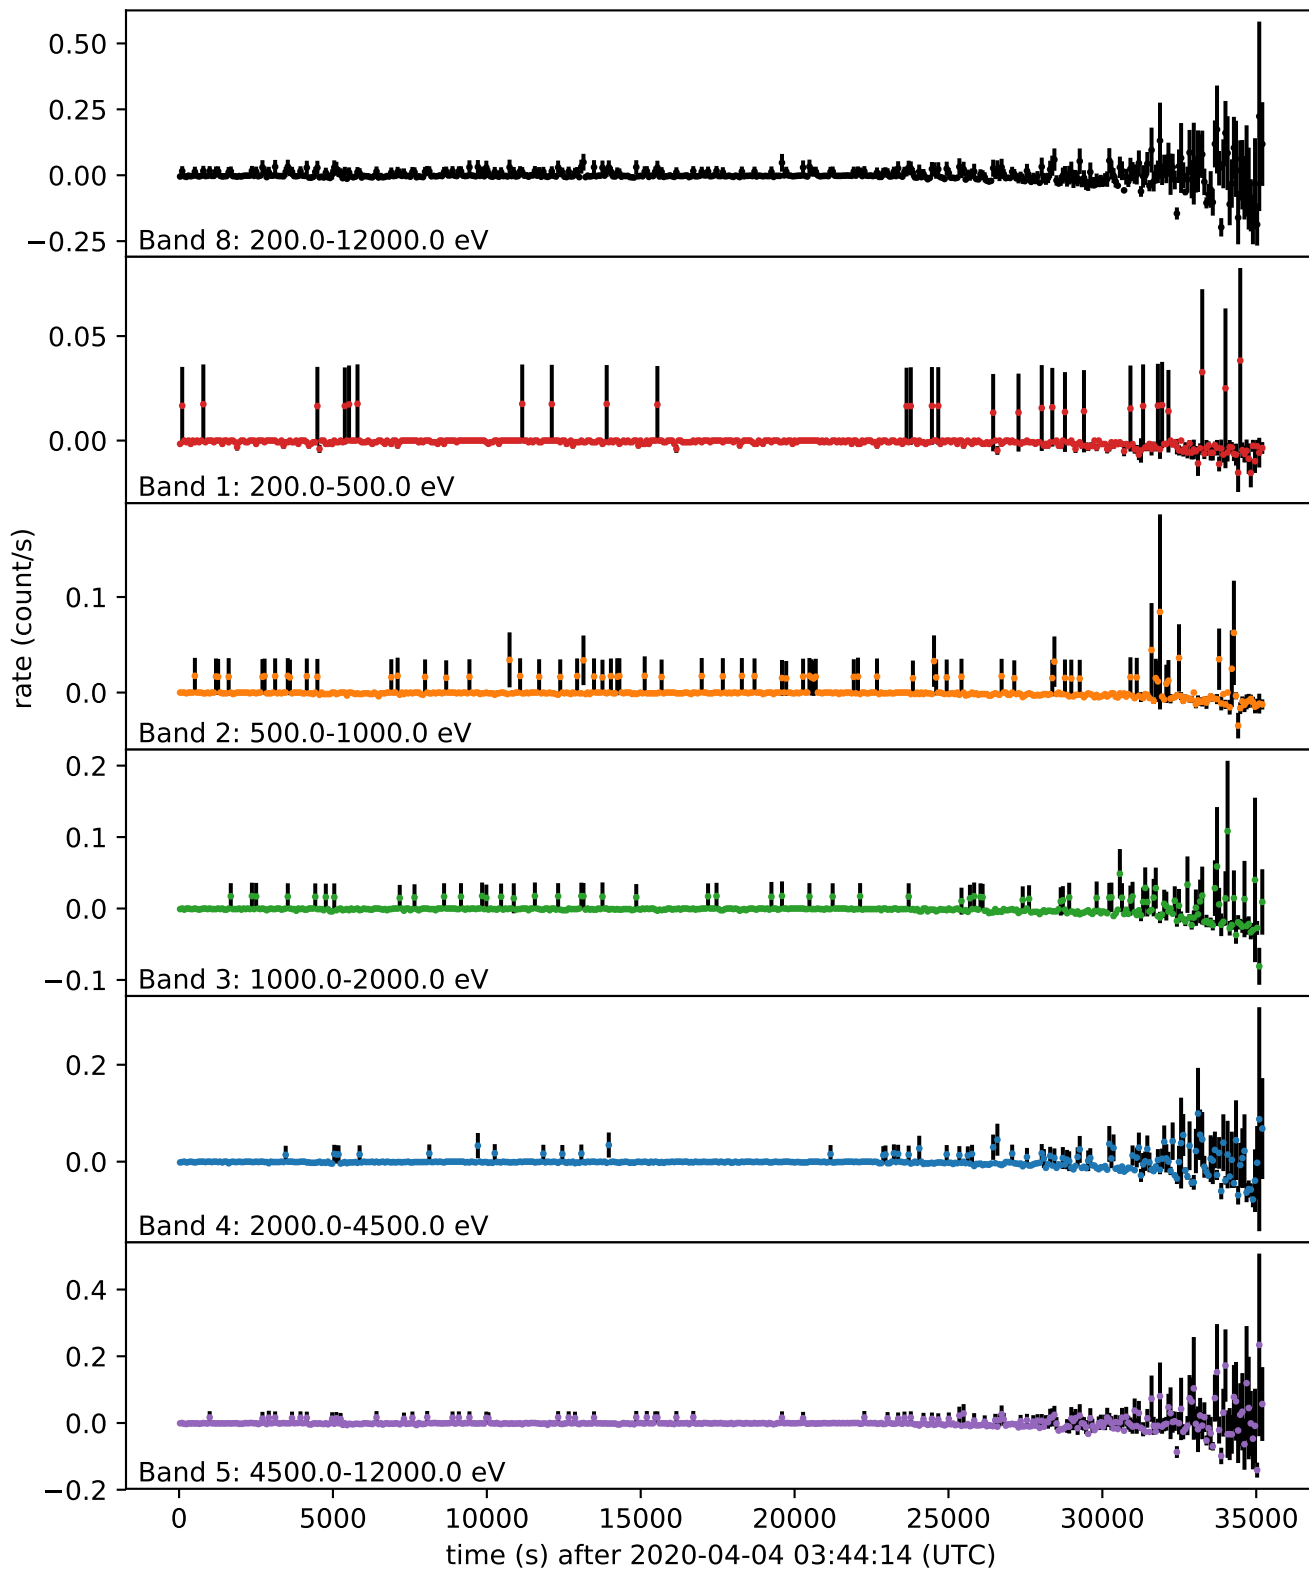 0.50
0.25
0.00
−0.25
Band 8: 200.0-12000.0 eV
0.05
0.00
Band 1: 200.0-500.0 eV
rate (count/s)
0.1
0.0
Band 2: 500.0-1000.0 eV
0.2
0.1
0.0
−0.1
Band 3: 1000.0-2000.0 eV
0.2
0.0
Band 4: 2000.0-4500.0 eV
0.4
0.2
0.0
−0.2
Band 5: 4500.0-12000.0 eV
0 5000 10000 15000 20000 25000 30000 35000
time (s) after 2020-04-04 03:44:14 (UTC)